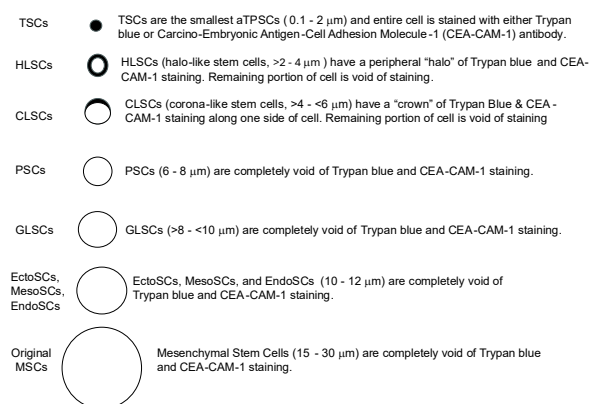 TSCs
TSCs are the smallest aTPSCs ( 0.1 - 2 μm) and entire cell is stained with either Trypan
blue or Carcino-Embryonic Antigen-Cell Adhesion Molecule-1 (CEA-CAM-1) antibody.
HLSCs
HLSCs (halo-like stem cells, >2 - 4 μm ) have a peripheral “halo” of Trypan blue and CEA-
CAM-1 staining. Remaining portion of cell is void of staining.
CLSCs
CLSCs (corona-like stem cells, >4 - <6 μm) have a “crown” of Trypan Blue & CEA -
CAM-1 staining along one side of cell. Remaining portion of cell is void of staining
PSCs
PSCs (6 - 8 μm) are completely void of Trypan blue and CEA-CAM-1 staining.
GLSCs
GLSCs (>8 - <10 μm) are completely void of Trypan blue and CEA-CAM-1 staining.
EctoSCs,
MesoSCs,
EndoSCs
EctoSCs, MesoSCs, and EndoSCs (10 - 12 μm) are completely void of
Trypan blue and CEA-CAM-1 staining.
Original
MSCs
Mesenchymal Stem Cells (15 - 30 μm) are completely void of Trypan blue
and CEA-CAM-1 staining.